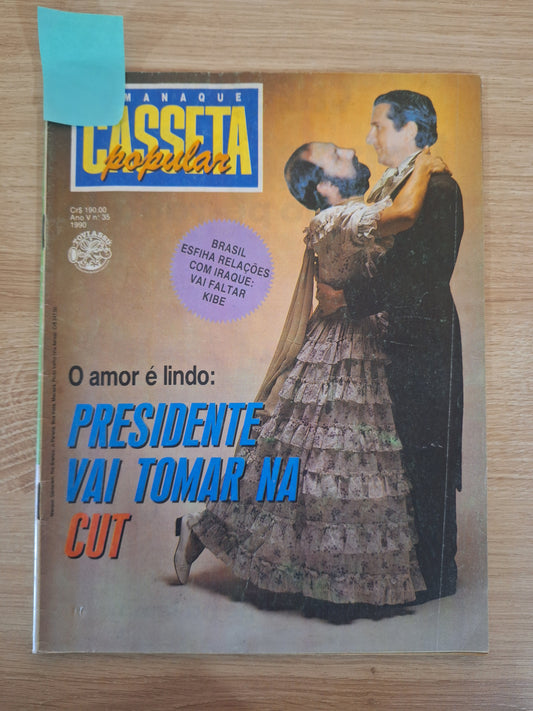 MANAQUE
CASSETA
popular
Cr$ 190,00
Ano V nº 35
1990
BRASIL
ESFIHA RELAÇÕES
COM IRAQUE:
VAI FALTAR
KIBE
O amor é lindo:
PRESIDENTE
VAI TOMAR NA
CUT